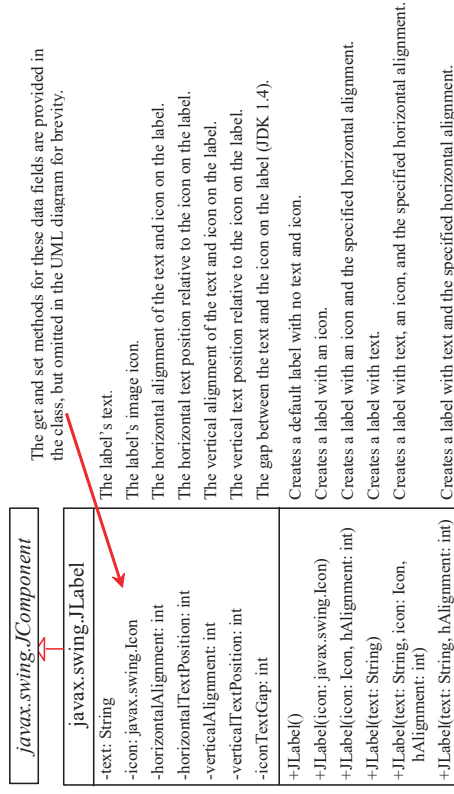 javax.swing.JComponent
The get and set methods for these data fields are provided in
the class, but omitted in the UML diagram for brevity.
javax.swing.JLabel
-text: String The label’s text.
-icon: javax.swing.Icon The label’s image icon.
-horizontalAlignment: int The horizontal alignment of the text and icon on the label.
-horizontalTextPosition: int The horizontal text position relative to the icon on the label.
-verticalAlignment: int The vertical alignment of the text and icon on the label.
-verticalTextPosition: int The vertical text position relative to the icon on the label.
-iconTextGap: int The gap between the text and the icon on the label (JDK 1.4).
+JLabel() Creates a default label with no text and icon.
+JLabel(icon: javax.swing.Icon) Creates a label with an icon.
+JLabel(icon: Icon, hAlignment: int) Creates a label with an icon and the specified horizontal alignment.
+JLabel(text: String) Creates a label with text.
+JLabel(text: String, icon: Icon, Creates a label with text, an icon, and the specified horizontal alignment.
hAlignment: int)
+JLabel(text: String, hAlignment: int) Creates a label with text and the specified horizontal alignment.